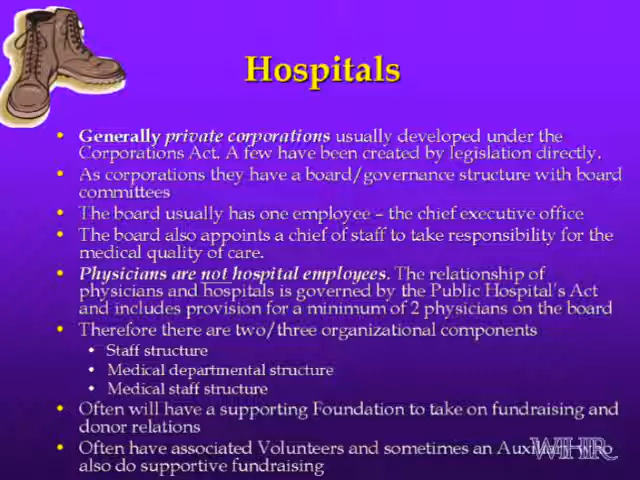 Hospitals
• Generally private corporations usually developed under the
Corporations Act. A few have been created by legislation directly.
• As corporations they have a board/governance structure with board
committees
• The board usually has one employee – the chief executive office
• The board also appoints a chief of staff to take responsibility for the
medical quality of care.
• Physicians are not hospital employees. The relationship of
physicians and hospitals is governed by the Public Hospital's Act
and includes provision for a minimum of 2 physicians on the board
• Therefore there are two/three organizational components
• Staff structure
• Medical departmental structure
• Medical staff structure
• Often will have a supporting Foundation to take on fundraising and
donor relations
• Often have associated Volunteers and sometimes an who
also do supportive fundraising
WIHIR